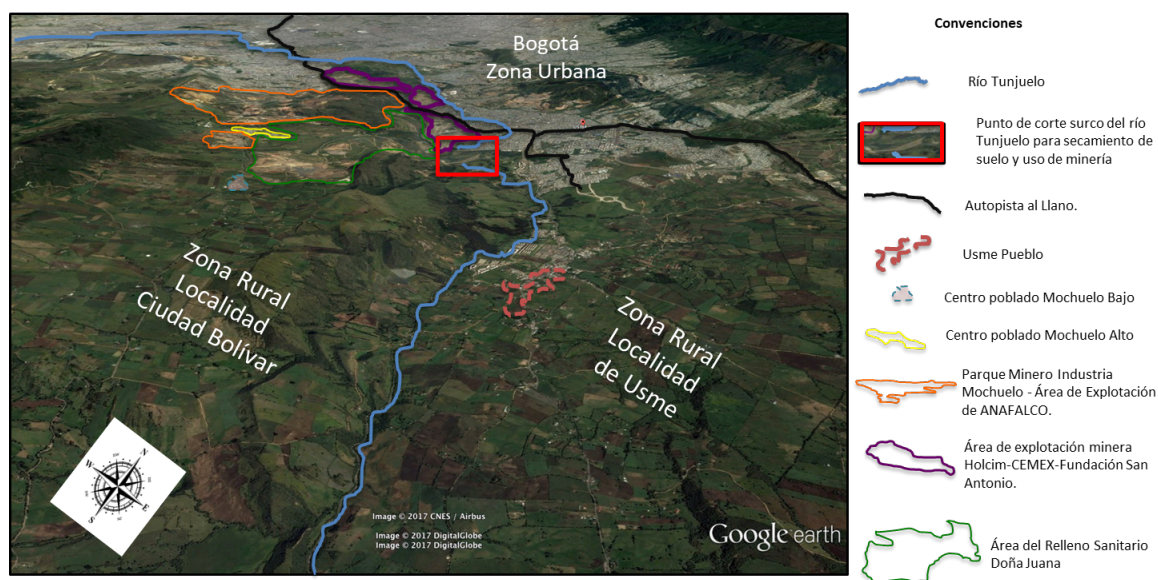 Bogotá
Zona Urbana
Zona Rural
Localidad
Ciudad Bolívar
Zona Rural
Localidad
de Usme
N
W
E
S
Image © 2017 CNES / Airbus
Image © 2017 DigitalGlobe
Image © 2017 DigitalGlobe
Google earth
Convenciones
Río Tunjuelo
Punto de corte surco del río
Tunjuelo para secamiento de
suelo y uso de minería
Autopista al Llano.
Usme Pueblo
Centro poblado Mochuelo Bajo
Centro poblado Mochuelo Alto
Parque Minero Industria
Mochuelo - Área de Explotación
de ANAFALCO.
Área de explotación minera
Holcim-CEMEX-Fundación San
Antonio.
Área del Relleno Sanitario
Doña Juana